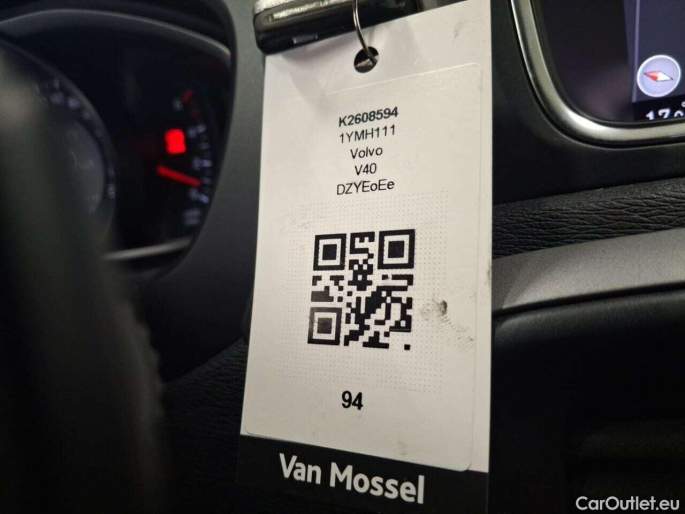 K2608594
1YMH111
Volvo
V40
DZYEoEe
94
Van Mossel
CarOutlet.eu